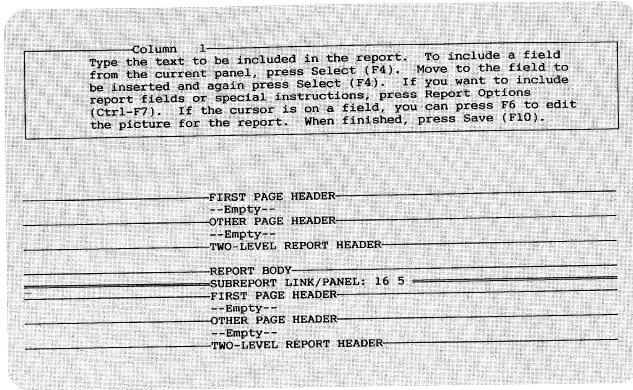 Column 1
Type the text to be included in the report. To include a field
from the current panel, press Select (F4). Move to the field to
be inserted and again press Select (F4). If you want to include
report fields or special instructions, press Report Options
(Ctrl-F7). If the cursor is on a field, you can press F6 to edit
the picture for the report. When finished, press Save (F10).
FIRST PAGE HEADER
--Empty--
OTHER PAGE HEADER
--Empty--
TWO-LEVEL REPORT HEADER
REPORT BODY
SUBREPORT LINK/PANEL: 16 5
FIRST PAGE HEADER
--Empty--
OTHER PAGE HEADER
--Empty--
TWO-LEVEL REPORT HEADER